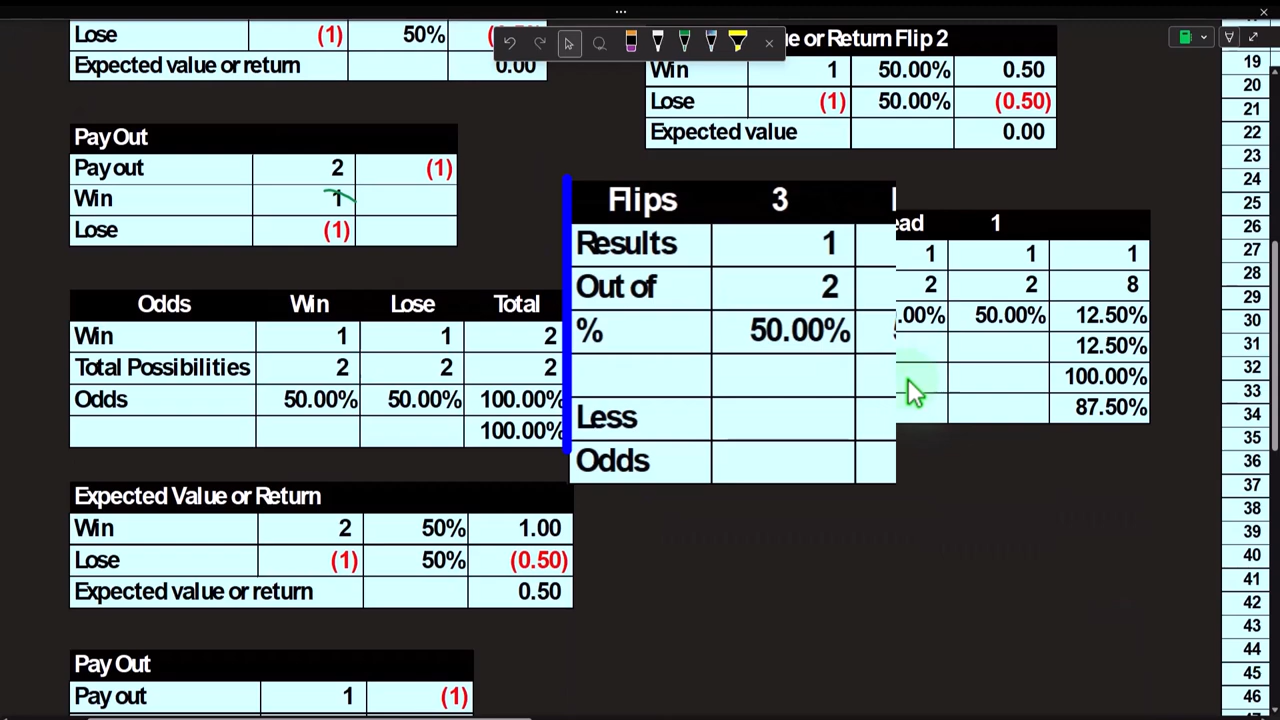 Lose (1) 50%
Expected value or return 0.00
Pay Out
Pay out 2 (1)
Win 1
Lose (1)
Odds Win Lose Total
Win 1 1 2
Total Possibilities 2 2 2
Odds 50.00% 50.00% 100.00%
100.00%
Expected Value or Return
Win 2 50% 1.00
Lose (1) 50% (0.50)
Expected value or return 0.50
Pay Out
Pay out 1 (1)
e or Return Flip 2
Win 1 50.00% 0.50
Lose (1) 50.00% (0.50)
Expected value 0.00
Flips 3
Results 1
Out of 2
% 50.00%
Less
Odds
ead 1
1 1 1
2 2 8
.00% 50.00% 12.50%
12.50%
100.00%
87.50%
19
20
21
22
23
24
25
26
27
28
29
30
31
32
33
34
35
36
37
38
39
40
41
42
43
44
45
46